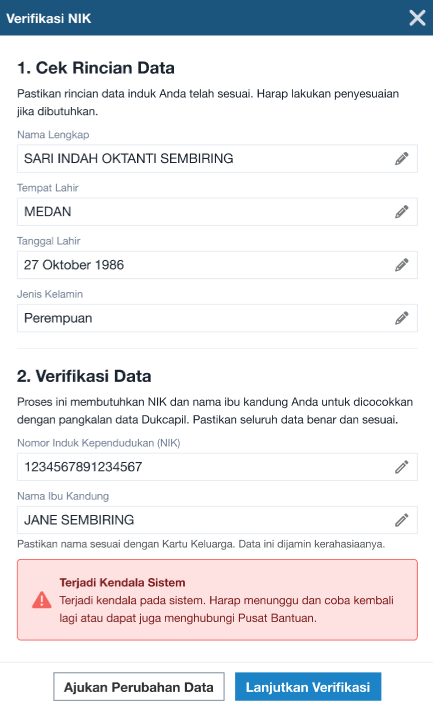 Verifikasi NIK
1. Cek Rincian Data
Pastikan rincian data induk Anda telah sesuai. Harap lakukan penyesuaian
jika dibutuhkan.
Nama Lengkap
SARI INDAH OKTANTI SEMBIRING
Tempat Lahir
MEDAN
Tanggal Lahir
27 Oktober 1986
Jenis Kelamin
Perempuan
2. Verifikasi Data
Proses ini membutuhkan NIK dan nama ibu kandung Anda untuk dicocokkan
dengan pangkalan data Dukcapil. Pastikan seluruh data benar dan sesuai.
Nomor Induk Kependudukan (NIK)
1234567891234567
Nama Ibu Kandung
JANE SEMBIRING
Pastikan nama sesuai dengan Kartu Keluarga. Data ini dijamin kerahasiaanya.
Terjadi Kendala Sistem
Terjadi kendala pada sistem. Harap menunggu dan coba kembali
lagi atau dapat juga menghubungi Pusat Bantuan.
Ajukan Perubahan Data
Lanjutkan Verifikasi